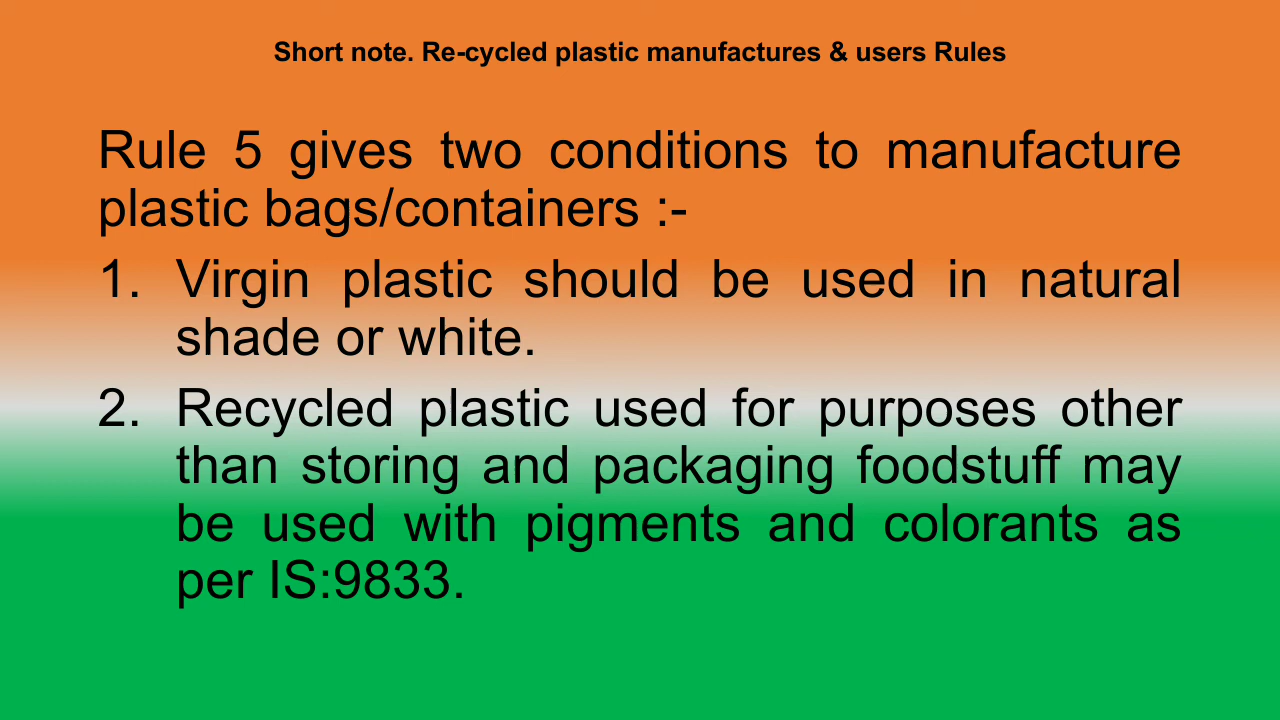 Short note. Re-cycled plastic manufactures & users Rules
Rule 5 gives two conditions to manufacture
plastic bags/containers :-
1. Virgin plastic should be used in natural
shade or white.
2. Recycled plastic used for purposes other
than storing and packaging foodstuff may
be used with pigments and colorants as
per IS:9833.